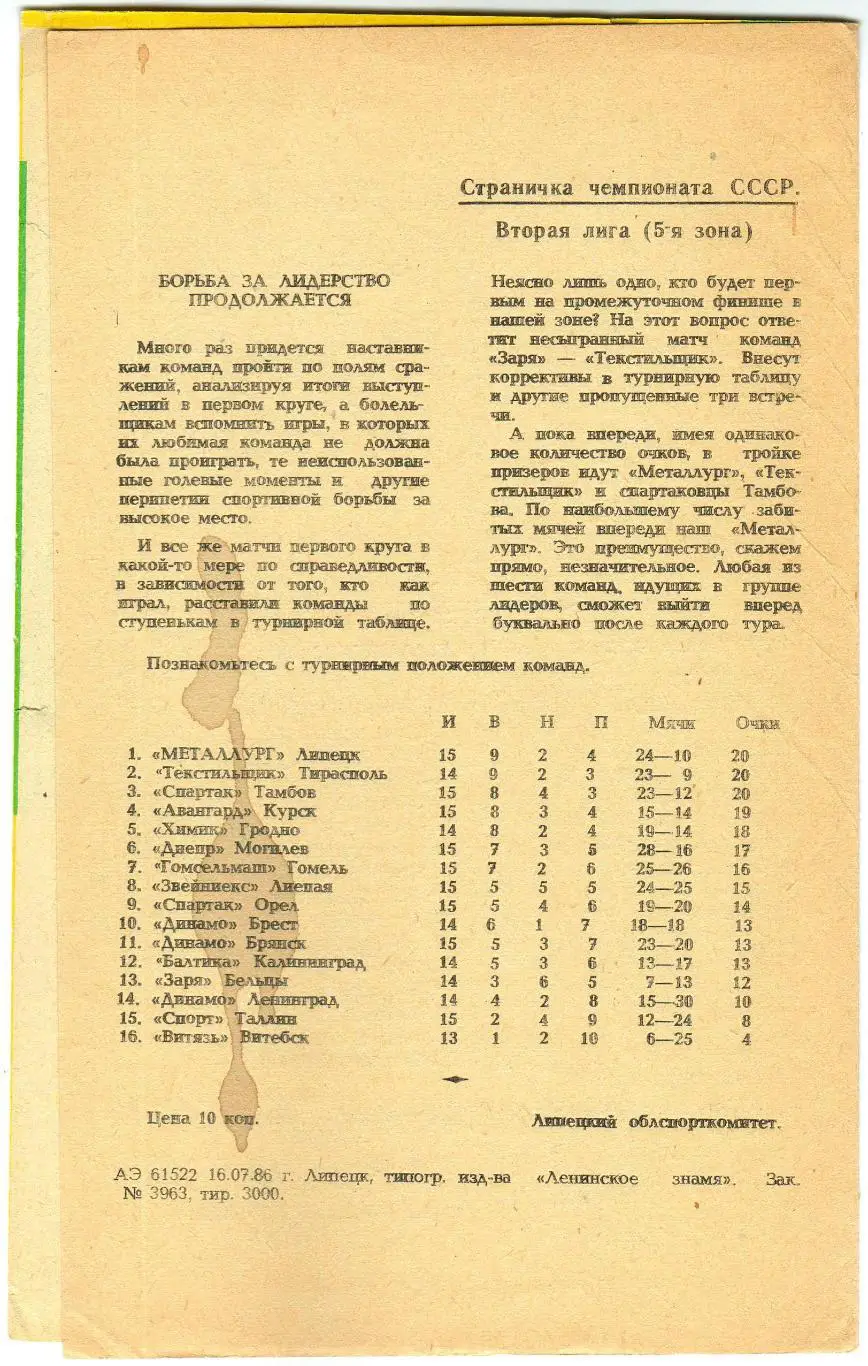 Страничка чемпионата СССР.
Вторая лига (5-я зона)
БОРЬБА ЗА ЛИДЕРСТВО
ПРОДОЛЖАЕТСЯ
Много раз придется наставни-
кам команд пройти по полям сра-
жений, анализируя итоги выступ-
лений в первом круге, а болель-
щикам вспомнить игры, в которых
их любимая команда не должна
была проиграть, те неиспользован-
ные голевые моменты и другие
перипетии спортивной борьбы за
высокое место.
И все же матчи первого круга в
какой-то мере по справедливости,
в зависимости от того, кто как
играл, расставили команды по
ступенькам в турнирной таблице.
Неясно лишь одно, кто будет пер-
вым на промежуточном финише в
нашей зоне? На этот вопрос отве-
тит несыгранный матч команд
«Заря» — «Текстильщик». Внесут
коррективы в турнирную таблицу
и другие пропущенные три встре-
чи.
А пока впереди, имея одинако-
вое количество очков, в тройке
призеров идут «Металлург», «Тек-
стильщик» и спартаковцы Тамбо-
ва. По наибольшему числу заби-
тых мячей впереди наш «Метал-
лург». Это преимущество, скажем
прямо, незначительное. Любая из
шести команд, идущих в группе
лидеров, сможет выйти вперед
буквально после каждого тура.
Познакомьтесь с турнирным положением команд.
И В Н П Мячи Очки
1. «МЕТАЛЛУРГ» Липецк 15 9 2 4 24—10 20
2. «Текстильщик» Тирасполь 14 9 2 3 23— 9 20
3. «Спартак» Тамбов 15 8 4 3 23—12 20
4. «Авангард» Курск 15 8 3 4 15—14 19
5. «Химик» Гродно 14 8 2 4 19—14 18
6. «Днепр» Могилев 15 7 3 5 28—16 17
7. «Гомсельмаш» Гомель 15 7 2 6 25—26 16
8. «Звейниекс» Лиепая 15 5 5 5 24—25 15
9. «Спартак» Орел 15 5 4 6 19—20 14
10. «Динамо» Брест 14 6 1 7 18—18 13
11. «Динамо» Брянск 15 5 3 7 23—20 13
12. «Балтика» Калининград 14 5 3 6 13—17 13
13. «Заря» Бельцы 14 3 6 5 7—13 12
14. «Динамо» Ленинград 14 4 2 8 15—30 10
15. «Спорт» Таллин 15 2 4 9 12—24 8
16. «Витязь» Витебск 13 1 2 10 6—25 4
Цена 10 коп. Липецкий облспорткомитет.
АЭ 61522 16.07.86 г. Липецк, типогр. изд-ва «Ленинское знамя». Зак.
№ 3963, тир. 3000.